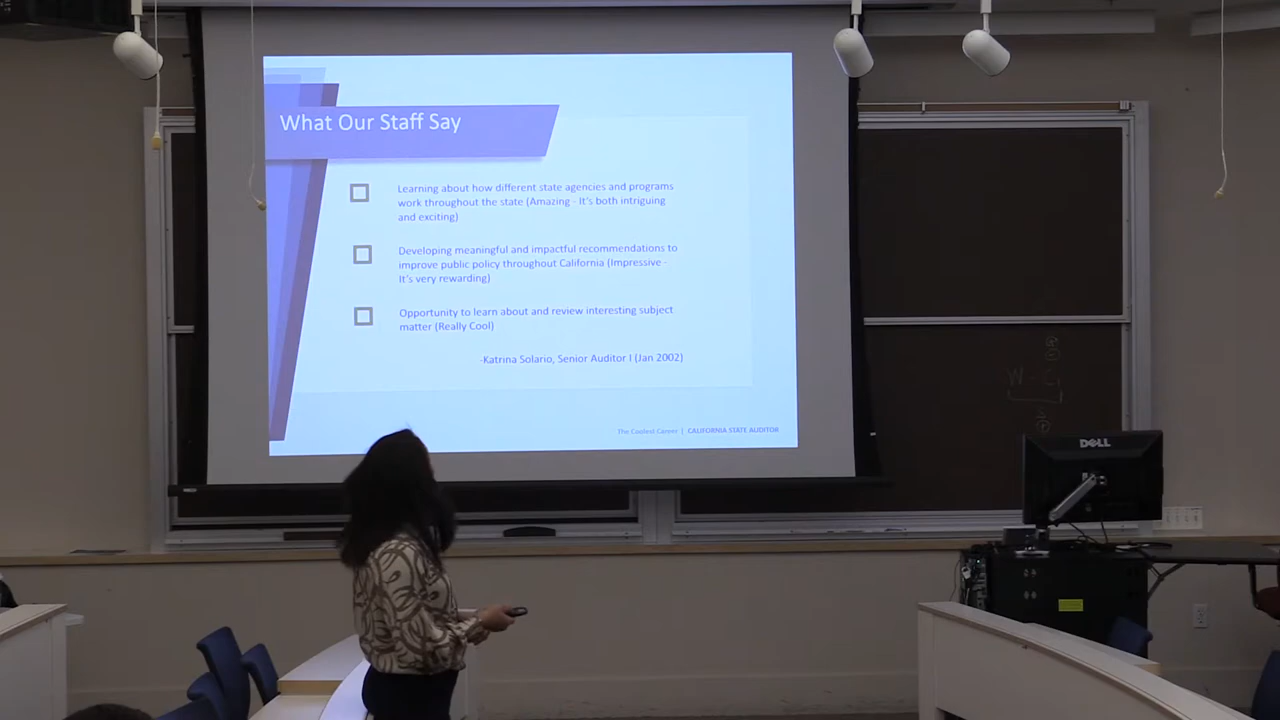 What Our Staff Say
Learning about how different state agencies and programs
work throughout the state (Amazing - It's both intriguing
and exciting)
Developing meaningful and impactful recommendations to
improve public policy throughout California (Impressive -
It's very rewarding)
Opportunity to learn about and review interesting subject
matter (Really Cool)
-Katrina Solario, Senior Auditor I (Jan 2002)
The Coolest Career | CALIFORNIA STATE AUDITOR
DELL
W